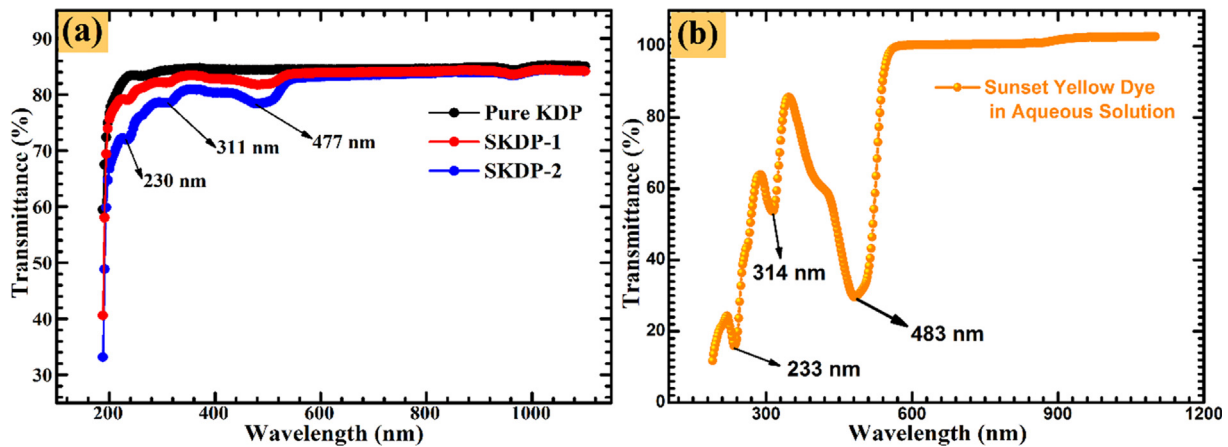 (a)
90
80
70
60
50
40
30
Transmittance (%)
200
400
600
800
1000
Wavelength (nm)
Pure KDP
SKDP-1
SKDP-2
230 nm
311 nm
477 nm
(b)
100
80
60
40
20
0
Transmittance (%)
300
600
900
1200
Wavelength (nm)
Sunset Yellow Dye
in Aqueous Solution
233 nm
314 nm
483 nm